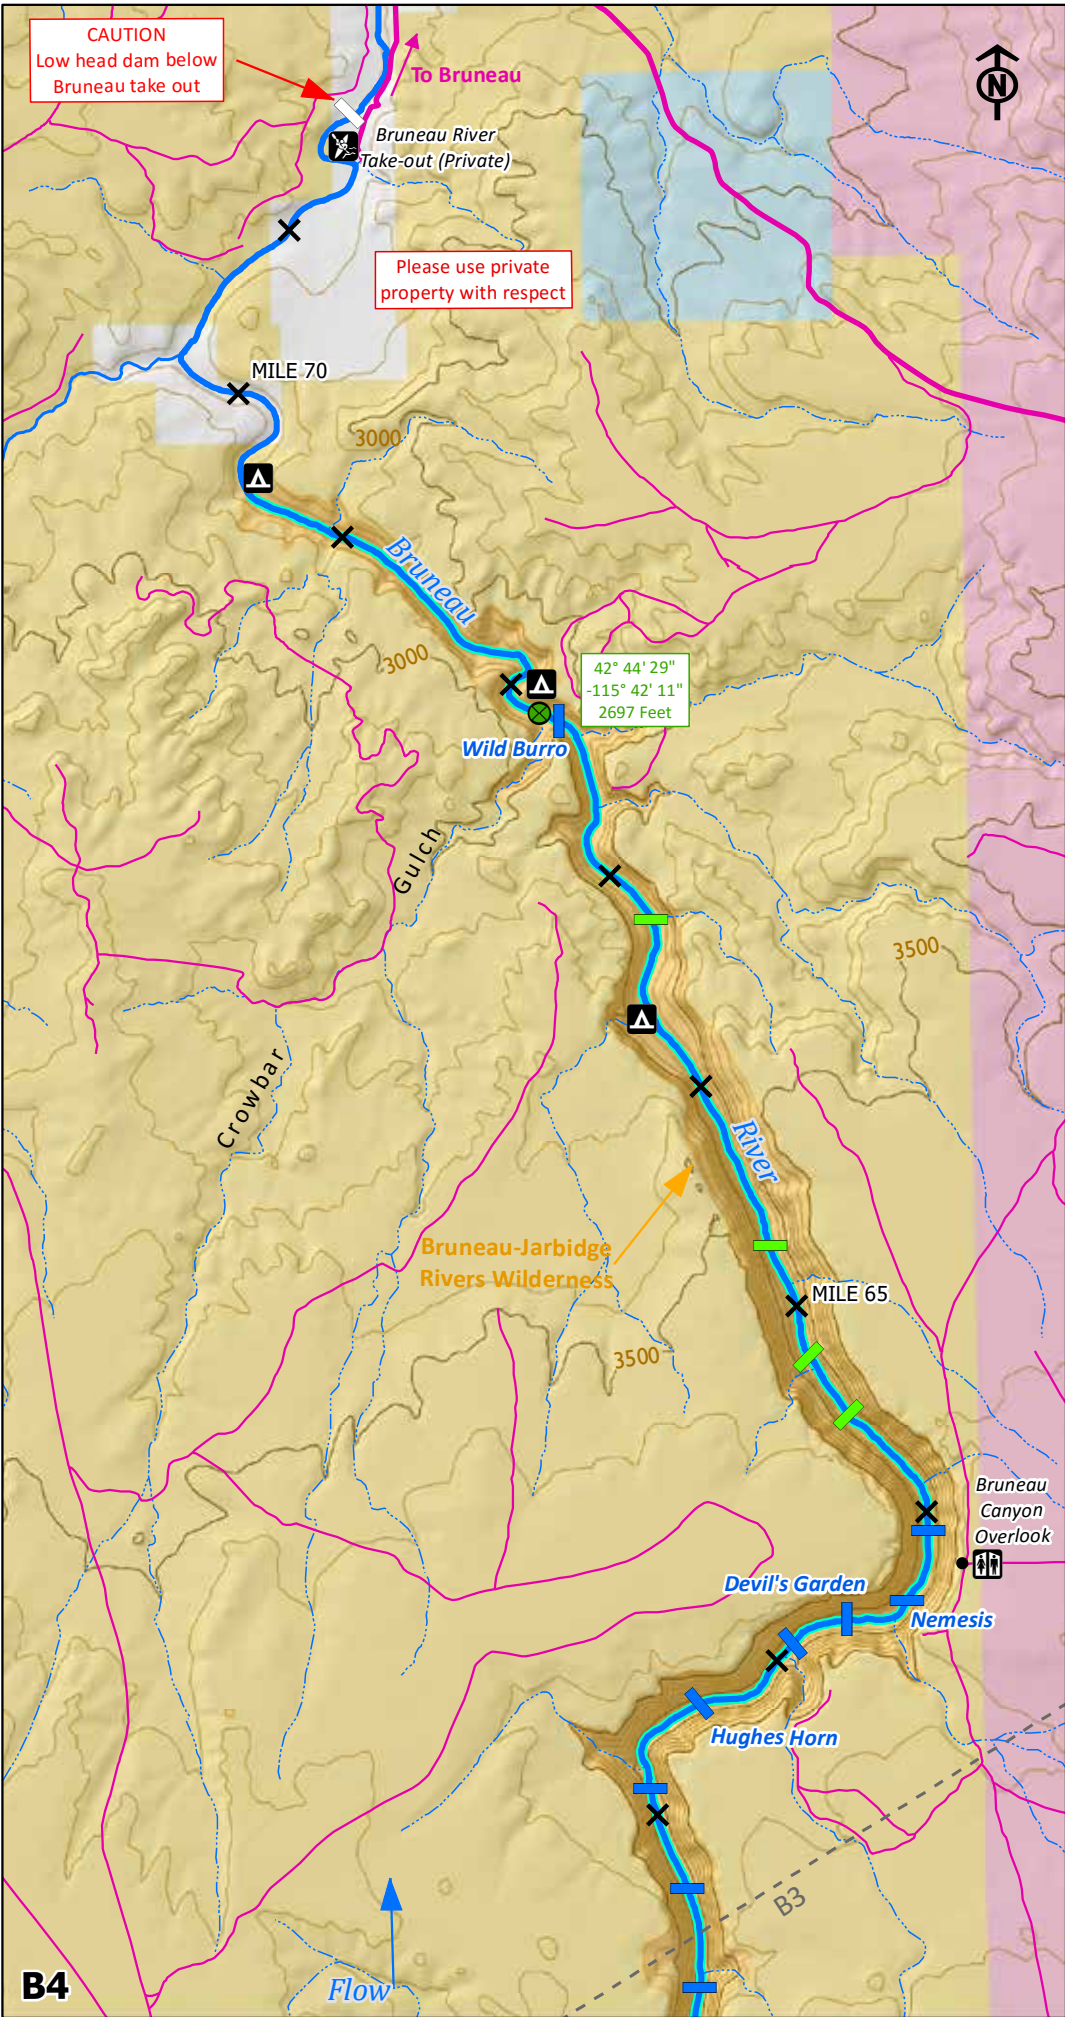 CAUTION
Low head dam below
Bruneau take out
To Bruneau
N
Bruneau River
Take-out (Private)
Please use private
property with respect
MILE 70
3000
Bruneau
3000
42° 44' 29"
-115° 42' 11"
2697 Feet
Wild Burro
Gulch
3500
Crowbar
River
Bruneau-Jarbidge
Rivers Wilderness
MILE 65
3500
Bruneau
Canyon
Overlook
Devil's Garden
Nemesis
Hughes Horn
B3
Flow
B4